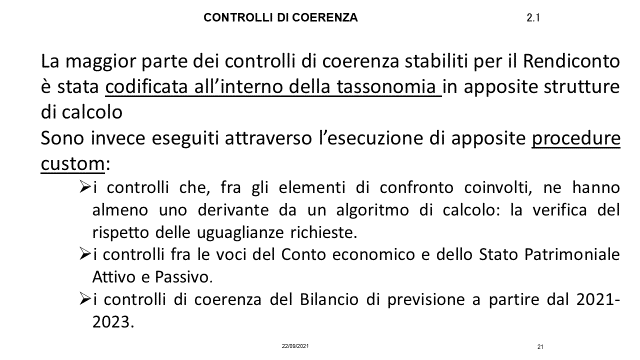 CONTROLLI DI COERENZA 2.1
La maggior parte dei controlli di coerenza stabiliti per il Rendiconto
è stata codificata all'interno della tassonomia in apposite strutture
di calcolo
Sono invece eseguiti attraverso l'esecuzione di apposite procedure
custom:
➢i controlli che, fra gli elementi di confronto coinvolti, ne hanno
almeno uno derivante da un algoritmo di calcolo: la verifica del
rispetto delle uguaglianze richieste.
➢i controlli fra le voci del Conto economico e dello Stato Patrimoniale
Attivo e Passivo.
➢i controlli di coerenza del Bilancio di previsione a partire dal 2021-
2023.
22/09/2021 21